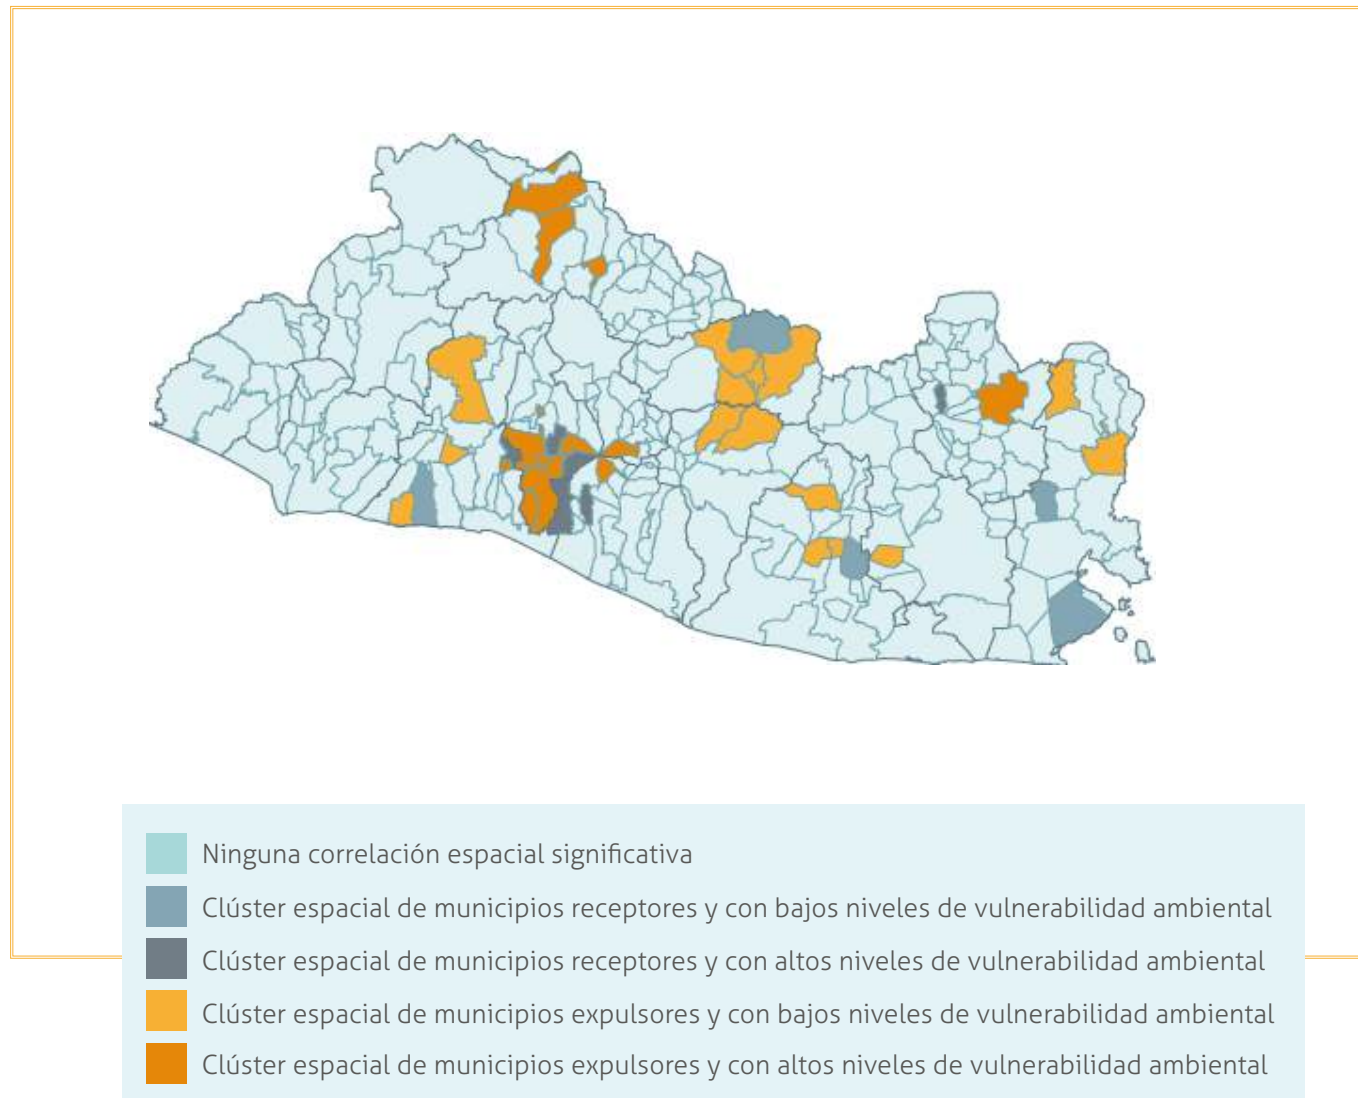 Ninguna correlación espacial significativa
Clúster espacial de municipios receptores y con bajos niveles de vulnerabilidad ambiental
Clúster espacial de municipios receptores y con altos niveles de vulnerabilidad ambiental
Clúster espacial de municipios expulsores y con bajos niveles de vulnerabilidad ambiental
Clúster espacial de municipios expulsores y con altos niveles de vulnerabilidad ambiental